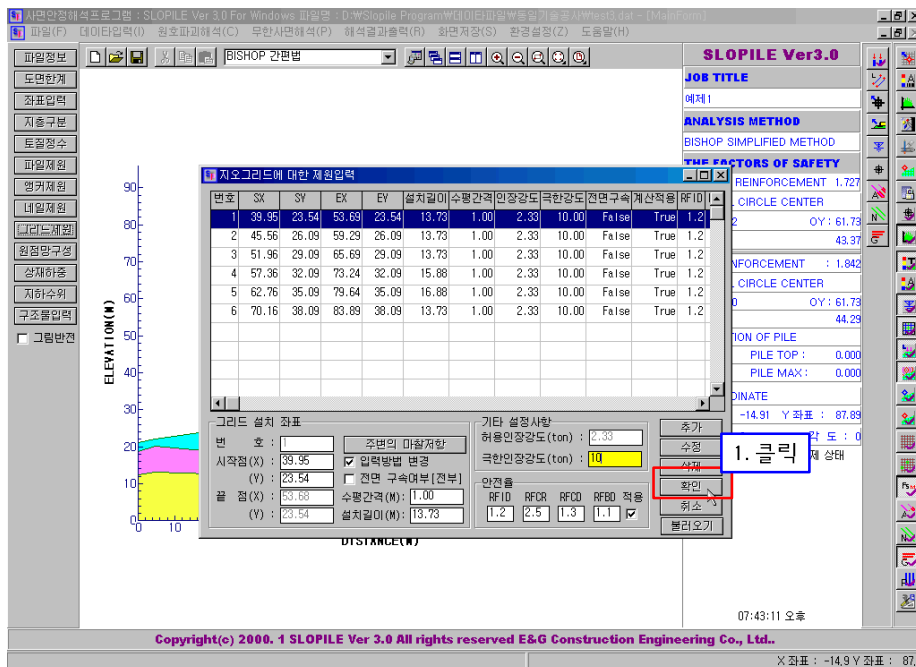 사면안정해석프로그램 : SLOPILE Ver 3.0 For Windows 파일명 : D:\Slopile Program\데이타파일\동일기술공사\test3.dat - [MainForm]
파일(F) 데이타입력(I) 원호파괴해석(C) 무한사면해석(P) 해석결과출력(R) 화면저장(S) 환경설정(Z) 도움말(H)
파일정보
도면한계
좌표입력
지층구분
토질정수
파일제원
앵커제원
네일제원
그리드제원
원점망구성
상재하중
지하수위
구조물입력
그림반전
BISHOP 간편법
ELEVATION(M)
90
80
70
60
50
40
30
20
10
0
10
DISTANCE(M)
지오그리드에 대한 제원입력
번호 SX SY EX EY 설치길이 수평간격 인장강도 극한강도 전면구속 계산적용 RFID
1 39.95 23.54 53.69 23.54 13.73 1.00 2.33 10.00 False True 1.2
2 45.56 26.09 59.29 26.09 13.73 1.00 2.33 10.00 False True 1.2
3 51.96 29.09 65.69 29.09 13.73 1.00 2.33 10.00 False True 1.2
4 57.36 32.09 73.24 32.09 15.88 1.00 2.33 10.00 False True 1.2
5 62.76 35.09 79.64 35.09 16.88 1.00 2.33 10.00 False True 1.2
6 70.16 38.09 83.89 38.09 13.73 1.00 2.33 10.00 False True 1.2
그리드 설치 좌표
번 호 : 1
주변의 마찰저항
시작점(X) : 39.95
입력방법 변경
(Y) : 23.54
전면 구속여부[전부]
끝 점(X) : 53.68
수평간격(M): 1.00
(Y) : 23.54
설치길이(M): 13.73
기타 설정사항
허용인장강도(ton) : 2.33
극한인장강도(ton) : 10
안전율
RFID RFCR RFCD RFBD 적용
1.2 2.5 1.3 1.1
추가
수정
삭제
확인
취소
불러오기
1. 클릭
SLOPILE Ver3.0
JOB TITLE
예제1
ANALYSIS METHOD
BISHOP SIMPLIFIED METHOD
THE FACTORS OF SAFETY
REINFORCEMENT 1.727
CIRCLE CENTER
2 OY : 61.73
43.37
NFORCEMENT : 1.842
CIRCLE CENTER
0 OY : 61.73
44.29
ION OF PILE
PILE TOP : 0.000
PILE MAX : 0.000
DINATE
-14.91 Y 좌표 : 87.89
각 도 : 0
상태
07:43:11 오후
Copyright(c) 2000. 1 SLOPILE Ver 3.0 All rights reserved E&G Construction Engineering Co., Ltd..
X 좌표 : -14.9 Y 좌표 : 87.